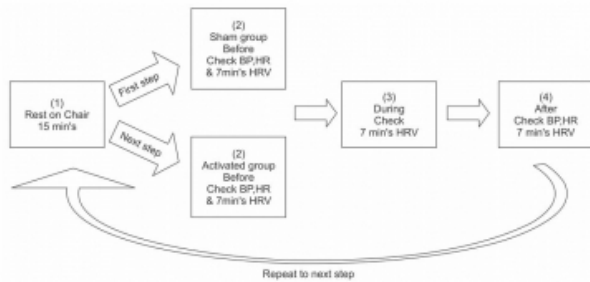 (1)
Rest on Chair
15 min's
First step
Next step
(2)
Sham group
Before
Check BP,HR
& 7min's HRV
(2)
Activated group
Before
Check BP,HR
& 7min's HRV
(3)
During
Check
7 min's HRV
(4)
After
Check BP,HR
7 min's HRV
Repeat to next step